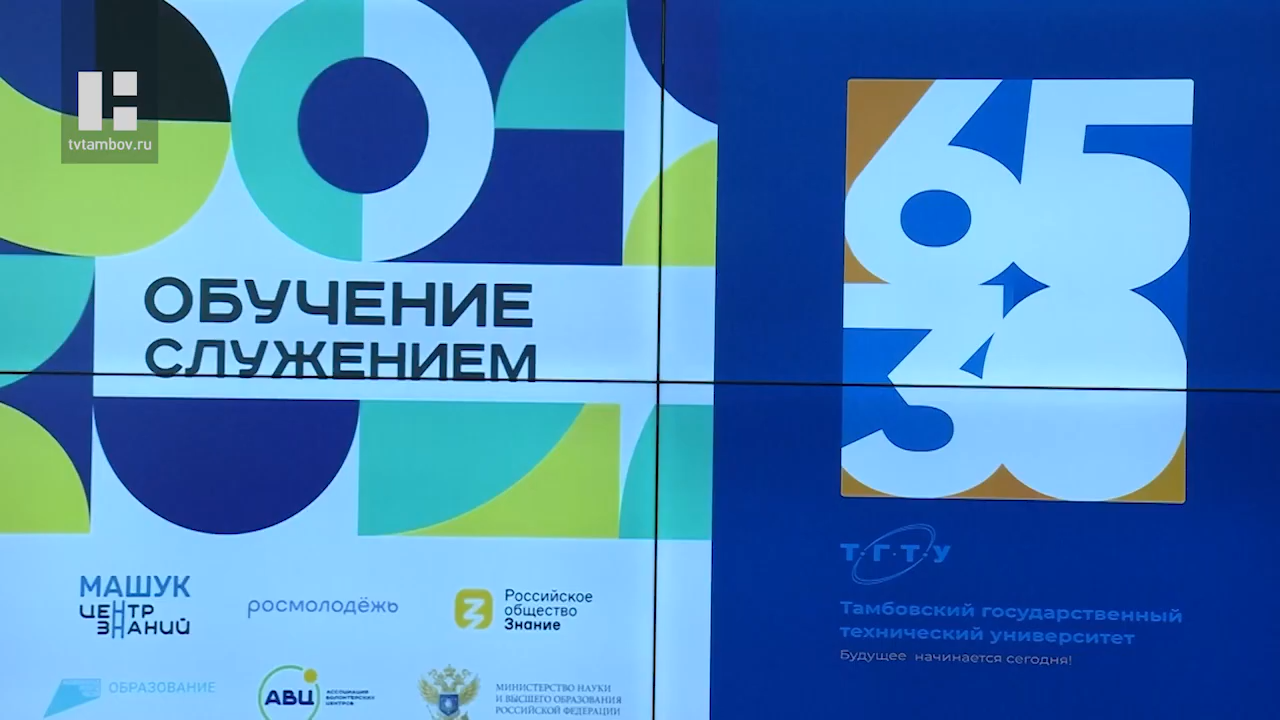 tvtambov.ru
ОБУЧЕНИЕ
СЛУЖЕНИЕМ
МАШУК
ЦЕНТР
ЗНАНИЙ
росмолодёжь
Российское
общество
Знание
ОБРАЗОВАНИЕ
АВЦ
АССОЦИАЦИЯ
ВОЛОНТЕРСКИХ
ЦЕНТРОВ
МИНИСТЕРСТВО НАУКИ
И ВЫСШЕГО ОБРАЗОВАНИЯ
РОССИЙСКОЙ ФЕДЕРАЦИИ
65
30
Т·Г·Т·У
Тамбовский государственный
технический университет
Будущее начинается сегодня!